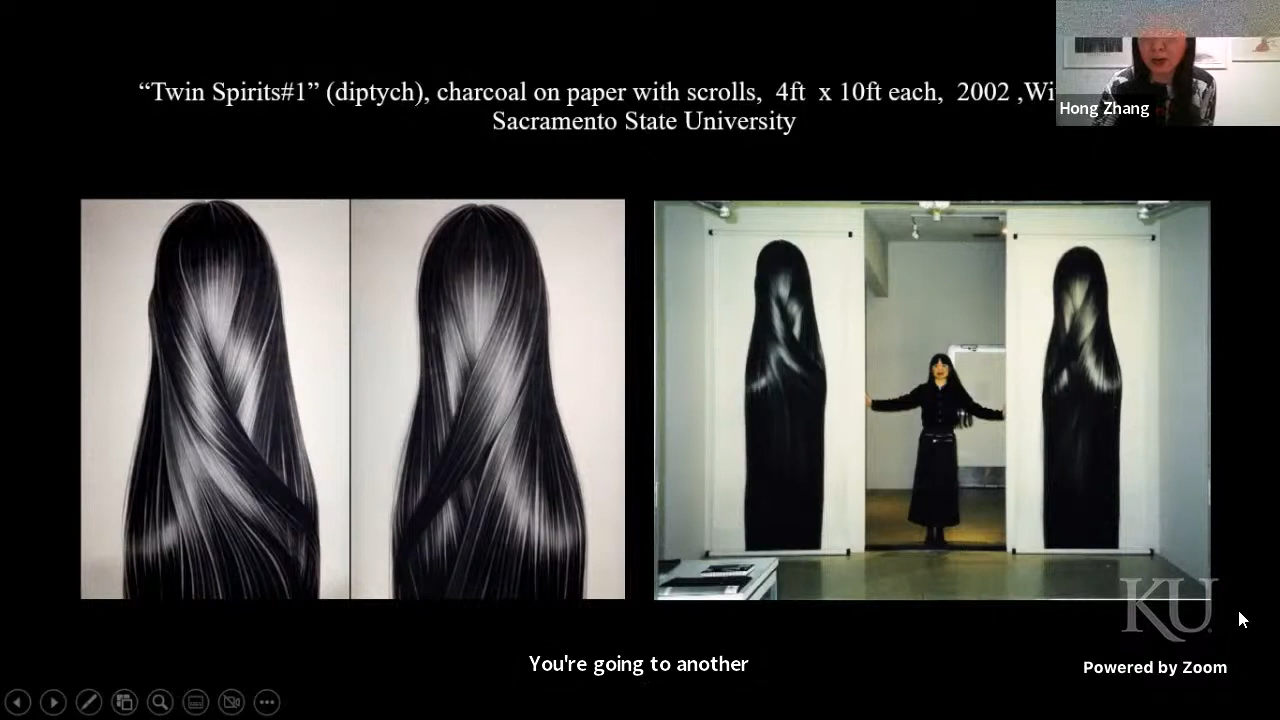 “Twin Spirits#1” (diptych), charcoal on paper with scrolls,  4ft  x 10ft each,  2002 ,
Sacramento State University
Hong Zhang
KU
You're going to another
Powered by Zoom